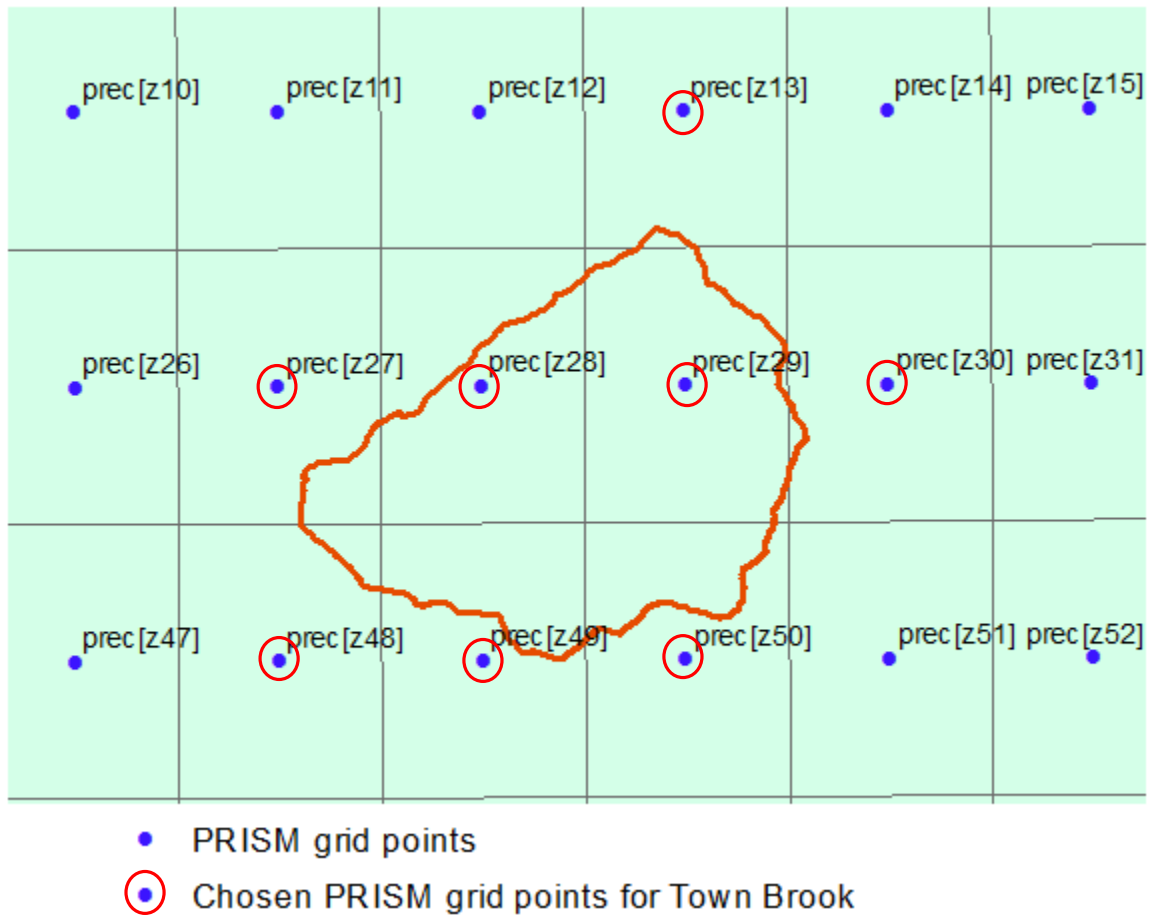 prec[z10] prec[z11] prec[z12] prec[z13] prec[z14] prec[z15]
prec[z26] prec[z27] prec[z28] prec[z29] prec[z30] prec[z31]
prec[z47] prec[z48] prec[z49] prec[z50] prec[z51] prec[z52]
PRISM grid points
Chosen PRISM grid points for Town Brook